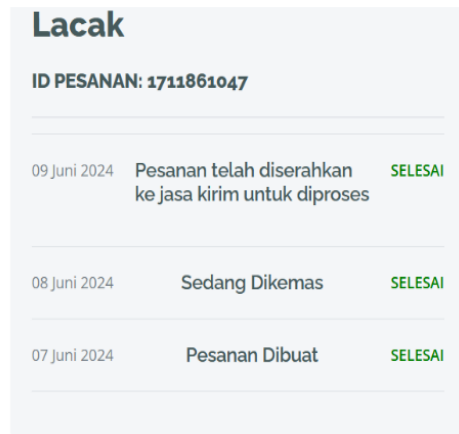 Lacak
ID PESANAN: 1711861047
09 Juni 2024 Pesanan telah diserahkan SELESAI
ke jasa kirim untuk diproses
08 Juni 2024 Sedang Dikemas SELESAI
07 Juni 2024 Pesanan Dibuat SELESAI